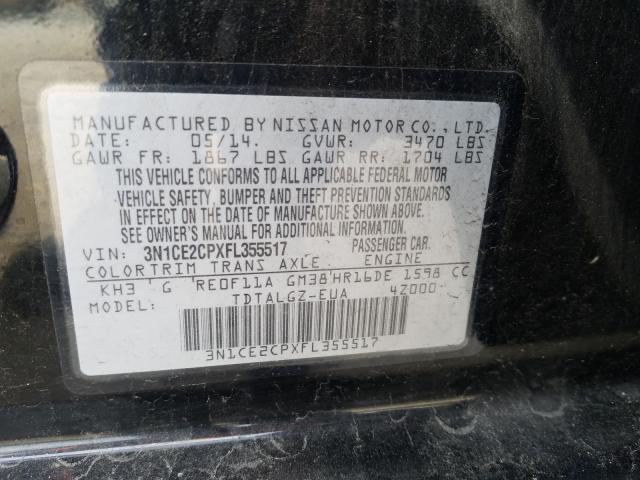 MANUFACTURED BY NISSAN MOTOR CO., LTD.
DATE: 05/14. GVWR: 3470 LBS
GAWR FR: 1867 LBS GAWR RR: 1704 LBS
THIS VEHICLE CONFORMS TO ALL APPLICABLE FEDERAL MOTOR
VEHICLE SAFETY, BUMPER AND THEFT PREVENTION STANDARDS
IN EFFECT ON THE DATE OF MANUFACTURE SHOWN ABOVE.
SEE OWNER'S MANUAL FOR ADDITIONAL INFORMATION.
VIN: 3N1CE2CPXFL355517 PASSENGER CAR.
COLOR TRIM TRANS AXLE ENGINE
KH3 'G 'RE0F11A GM38'HR16DE 1598 CC
MODEL: TDTALGZ-EUA 4Z000-
3N1CE2CPXFL355517